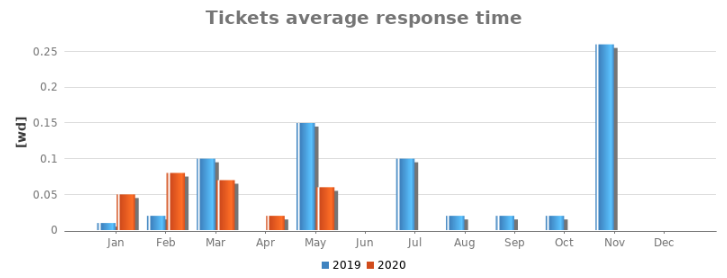 Tickets average response time
[wd]
0.25
0.2
0.15
0.1
0.05
0
Jan Feb Mar Apr May Jun Jul Aug Sep Oct Nov Dec
2019 2020